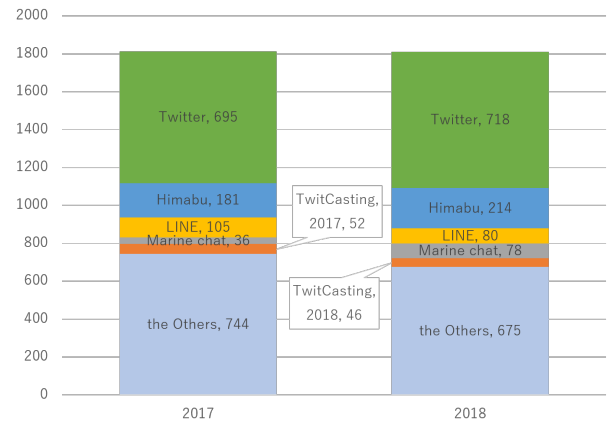 2000
1800
1600
1400
1200
1000
800
600
400
200
0
Twitter, 695
Himabu, 181
LINE, 105
Marine chat, 36
the Others, 744
TwitCasting,
2017, 52
TwitCasting,
2018, 46
Twitter, 718
Himabu, 214
LINE, 80
Marine chat, 78
the Others, 675
2017
2018